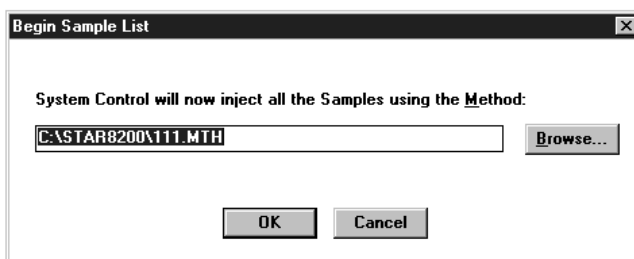 Begin Sample List
System Control will now inject all the Samples using the Method:
C:\STAR8200\111.MTH
Browse...
OK
Cancel